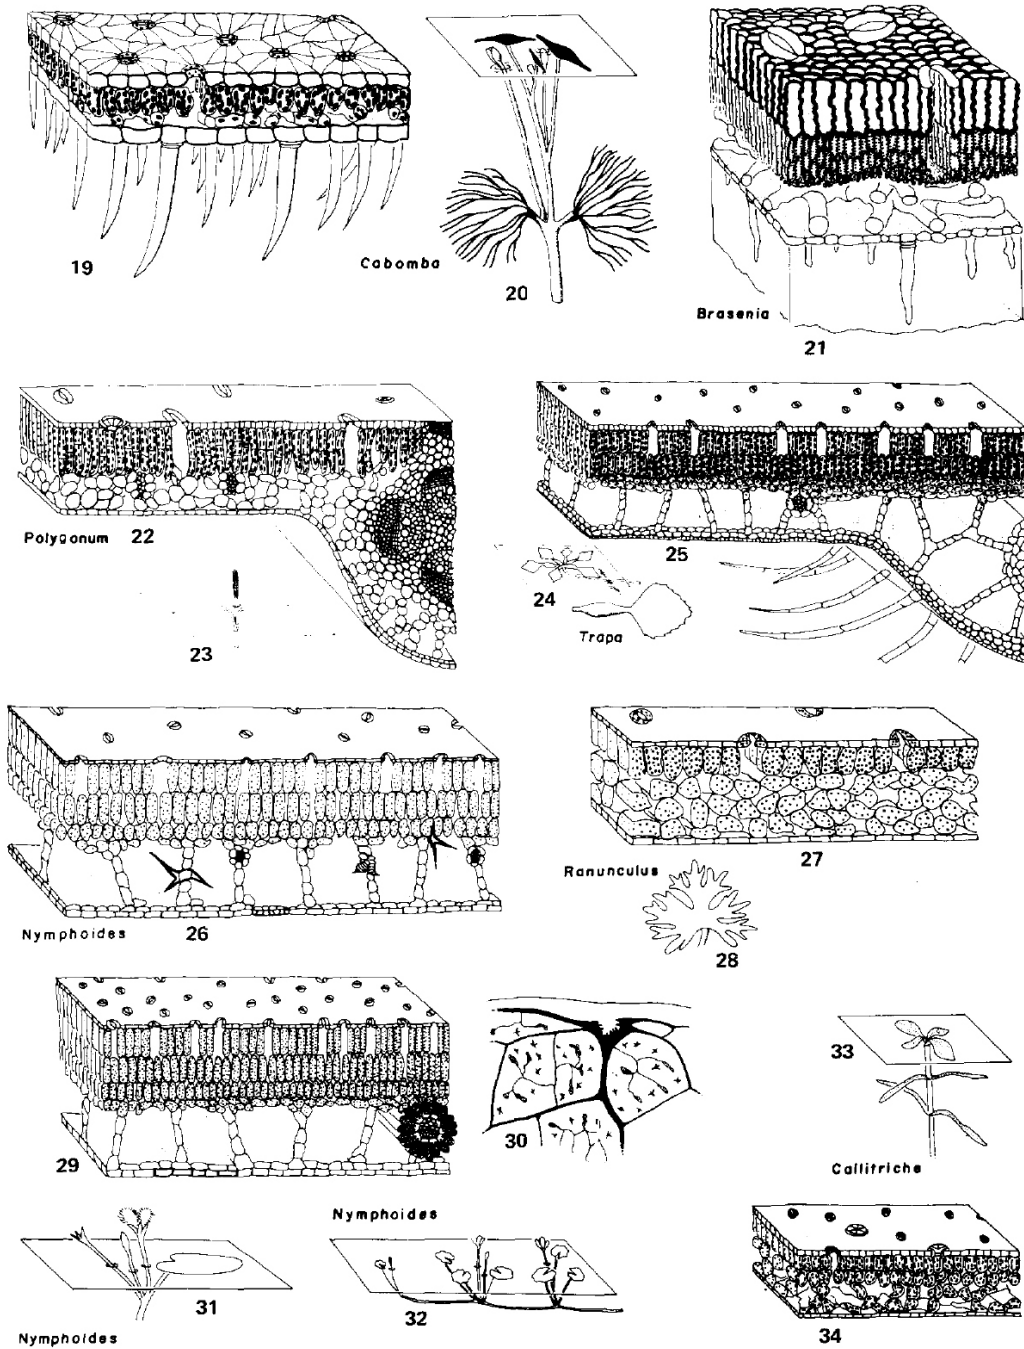 19
Cabomba
20
Brasenia
21
Polygonum 22
23
24
25
Trapa
Nymphoides 26
27
Ranunculus
28
29
30
33
Callitriche
Nymphoides
31
32
34
Nymphoides